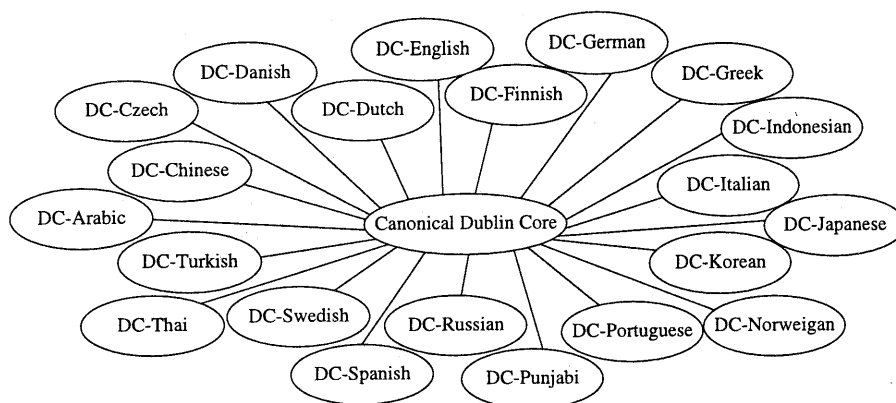 DC-English
DC-German
DC-Danish
DC-Greek
DC-Czech
DC-Dutch
DC-Finnish
DC-Indonesian
DC-Chinese
DC-Italian
DC-Arabic
Canonical Dublin Core
DC-Japanese
DC-Turkish
DC-Korean
DC-Thai
DC-Swedish
DC-Russian
DC-Portuguese
DC-Norweigan
DC-Spanish
DC-Punjabi